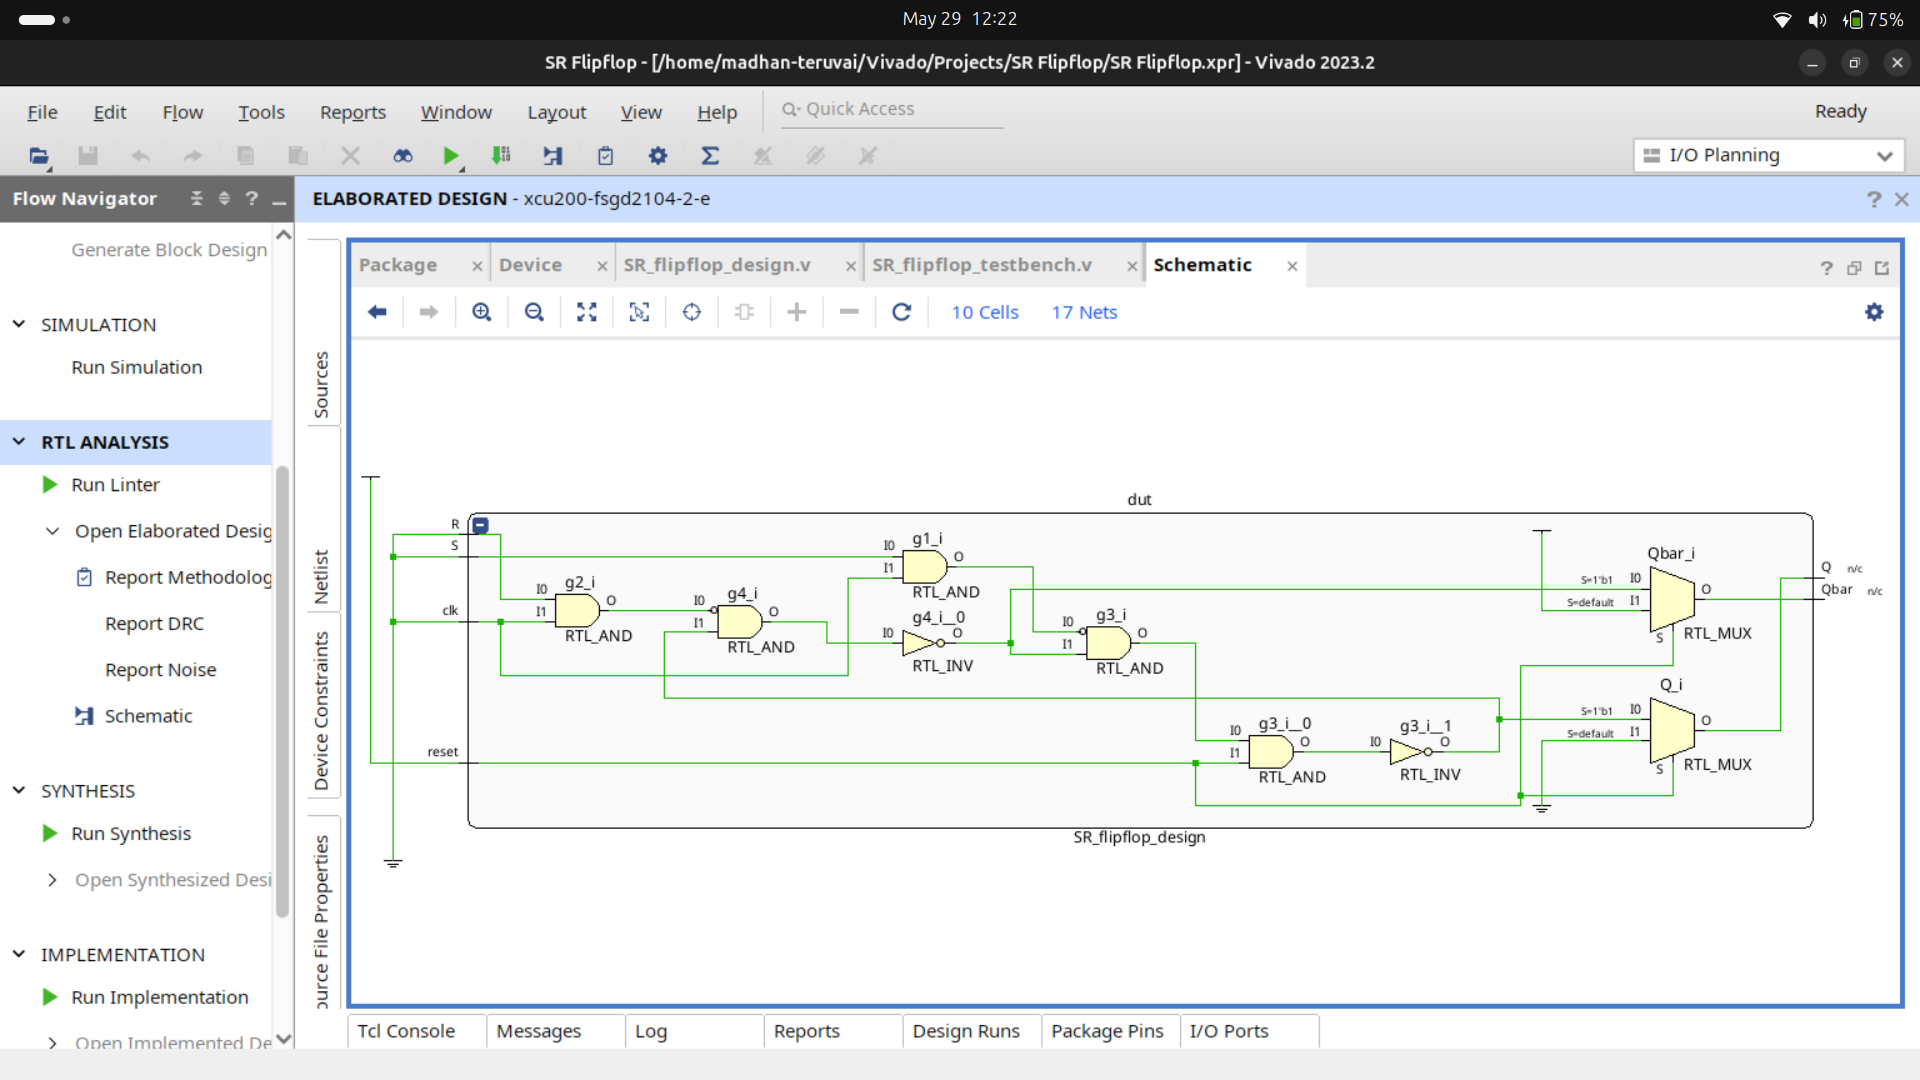 May 29 12:22
75%
SR Flipflop - [/home/madhan-teruvai/Vivado/Projects/SR Flipflop/SR Flipflop.xpr] - Vivado 2023.2
File Edit Flow Tools Reports Window Layout View Help Quick Access Ready
I/O Planning
Flow Navigator ? _
ELABORATED DESIGN - xcu200-fsgd2104-2-e ?
Generate Block Design
SIMULATION
Run Simulation
RTL ANALYSIS
Run Linter
Open Elaborated Desig
Report Methodolog
Report DRC
Report Noise
Schematic
SYNTHESIS
Run Synthesis
Open Synthesized Desi
IMPLEMENTATION
Run Implementation
Open Implemented De
Sources
Netlist
Device Constraints
ource File Properties
Package Device SR_flipflop_design.v SR_flipflop_testbench.v Schematic ?
10 Cells 17 Nets
dut
R
S
clk
reset
g2_i
I0
I1
O
RTL_AND
g4_i
I0
I1
O
RTL_AND
g1_i
I0
I1
O
RTL_AND
g4_i__0
I0
O
RTL_INV
g3_i
I0
I1
O
RTL_AND
g3_i__0
I0
I1
O
RTL_AND
g3_i__1
I0
O
RTL_INV
Qbar_i
S=1'b1 I0
S=default I1
O
S
RTL_MUX
Q_i
S=1'b1 I0
S=default I1
O
S
RTL_MUX
Q n/c
Qbar n/c
SR_flipflop_design
Tcl Console Messages Log Reports Design Runs Package Pins I/O Ports